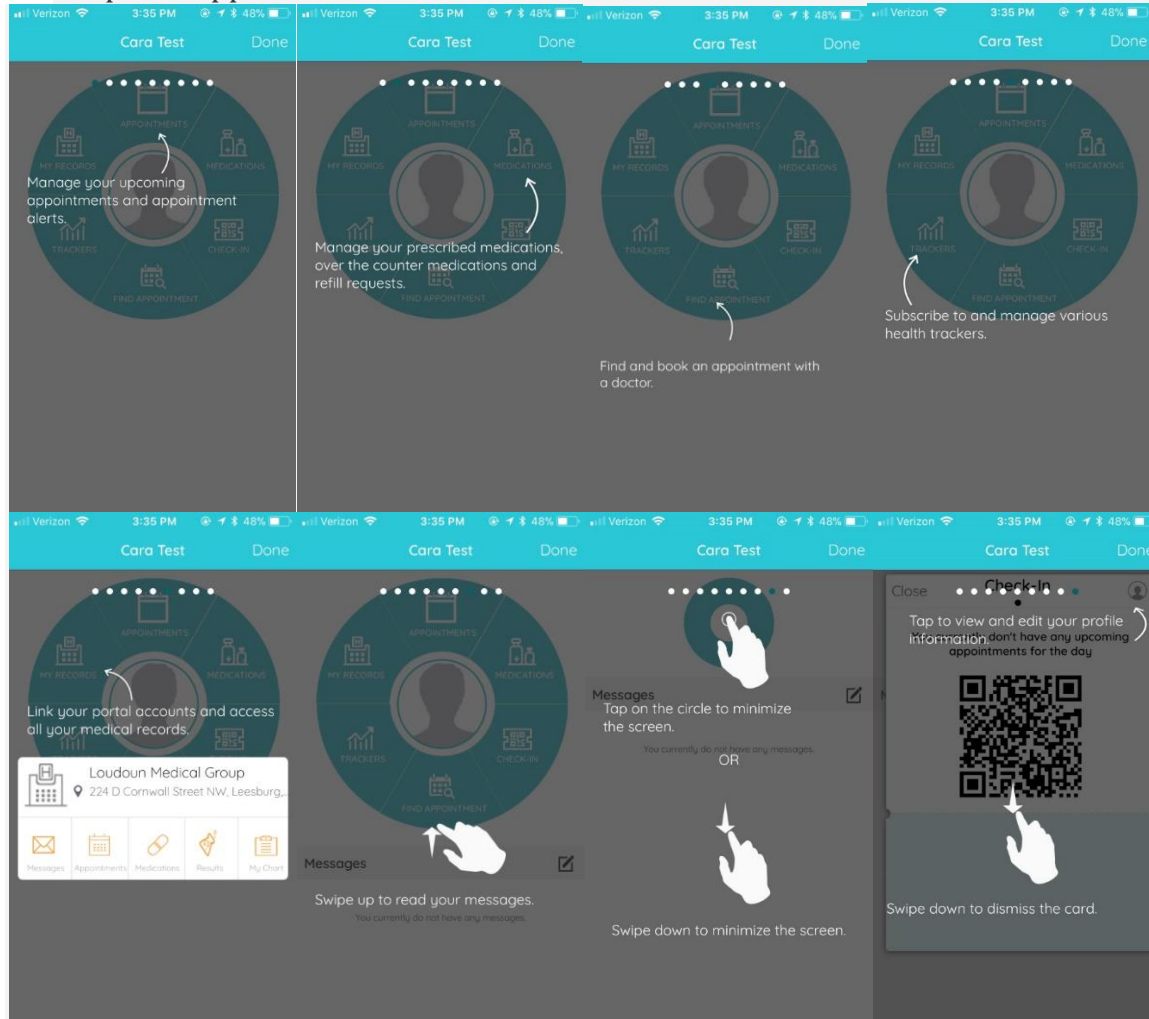 Verizon 3:35 PM 48%
Cara Test Done
APPOINTMENTS
MY RECORDS
MEDICATIONS
Manage your upcoming
appointments and appointment
alerts.
TRACKERS
CHECK-IN
FIND APPOINTMENT
Verizon 3:35 PM 48%
Cara Test Done
APPOINTMENTS
MY RECORDS
MEDICATIONS
Manage your prescribed medications,
over the counter medications and
refill requests.
FIND APPOINTMENT
Verizon 3:35 PM 48%
Cara Test Done
APPOINTMENTS
MY RECORDS
MEDICATIONS
TRACKERS
CHECK-IN
FIND APPOINTMENT
Find and book an appointment with
a doctor.
Verizon 3:35 PM 48%
Cara Test Done
APPOINTMENTS
MY RECORDS
MEDICATIONS
TRACKERS
CHECK-IN
FIND APPOINTMENT
Subscribe to and manage various
health trackers.
Verizon 3:35 PM 48%
Cara Test Done
APPOINTMENTS
MY RECORDS
MEDICATIONS
Link your portal accounts and access
all your medical records.
Loudoun Medical Group
224 D Cornwall Street NW, Leesburg,...
Messages Appointments Medications Results My Chart
Verizon 3:35 PM 48%
Cara Test Done
APPOINTMENTS
MY RECORDS
MEDICATIONS
TRACKERS
CHECK-IN
FIND APPOINTMENT
Messages
Swipe up to read your messages.
You currently do not have any messages.
Verizon 3:35 PM 48%
Cara Test Done
Messages
Tap on the circle to minimize
the screen.
You currently do not have any messages.
OR
Swipe down to minimize the screen.
Verizon 3:35 PM 48%
Cara Test Done
Close Check-In
Tap to view and edit your profile
information.
don't have any upcoming
appointments for the day
Swipe down to dismiss the card.